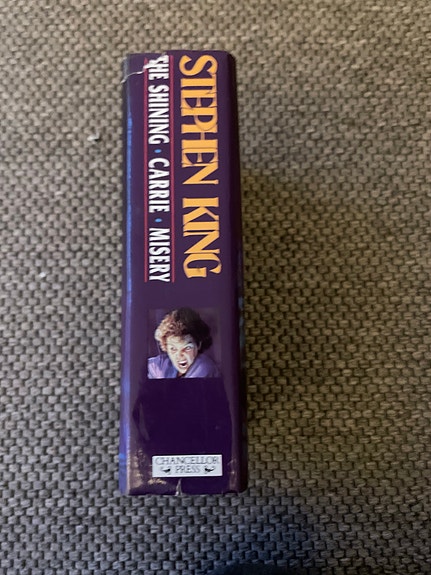 STEPHEN KING
THE SHINING · CARRIE · MISERY
CHANCELLOR
PRESS